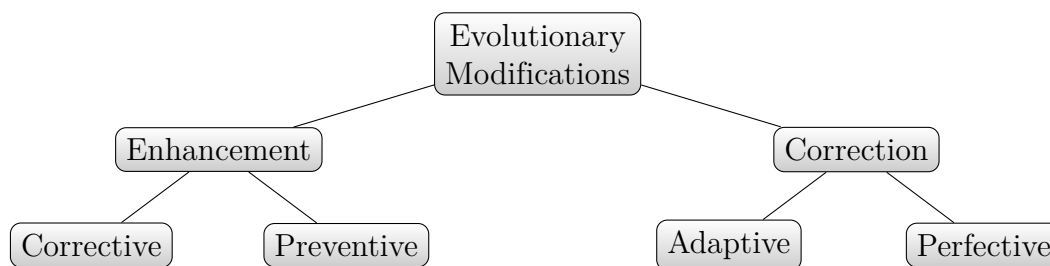 Evolutionary
Modifications
Enhancement
Correction
Corrective
Preventive
Adaptive
Perfective